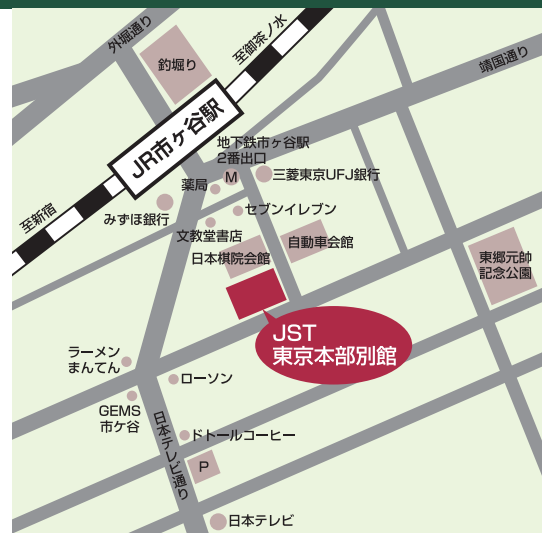 外堀通り
至御茶ノ水
釣堀り
靖国通り
JR市ヶ谷駅
地下鉄市ヶ谷駅
2番出口
M
三菱東京UFJ銀行
薬局
至新宿
みずほ銀行
セブンイレブン
文教堂書店
自動車会館
日本棋院会館
東郷元帥
記念公園
JST
東京本部別館
ラーメン
まんてん
ローソン
GEMS
市ケ谷
日本テレビ通り
ドトールコーヒー
P
日本テレビ